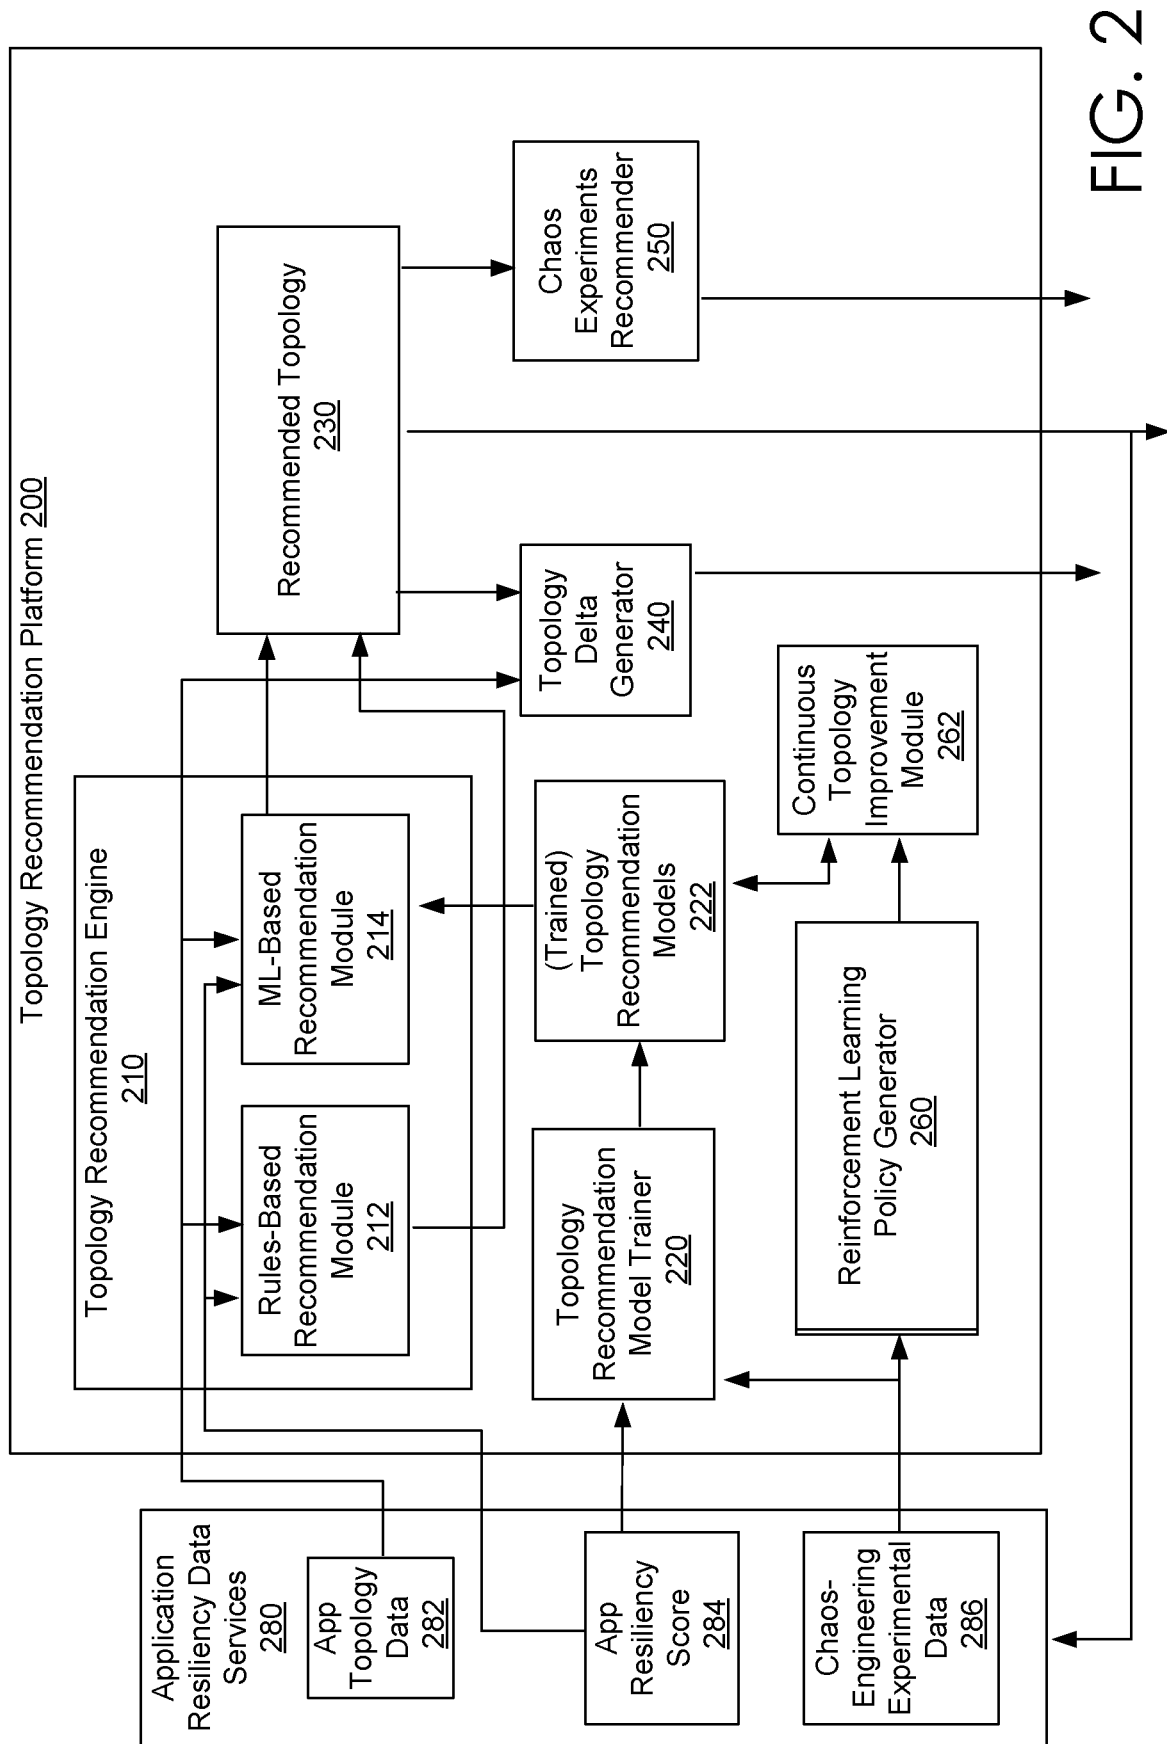 Topology Recommendation Platform 200
Topology Recommendation Engine
210
Rules-Based
Recommendation
Module
212
ML-Based
Recommendation
Module
214
Recommended Topology
230
Application
Resiliency Data
Services
280
App
Topology
Data
282
App
Resiliency
Score
284
Chaos-
Engineering
Experimental
Data
286
Topology
Recommendation
Model Trainer
220
(Trained)
Topology
Recommendation
Models
222
Topology
Delta
Generator
240
Chaos
Experiments
Recommender
250
Reinforcement Learning
Policy Generator
260
Continuous
Topology
Improvement
Module
262
FIG. 2